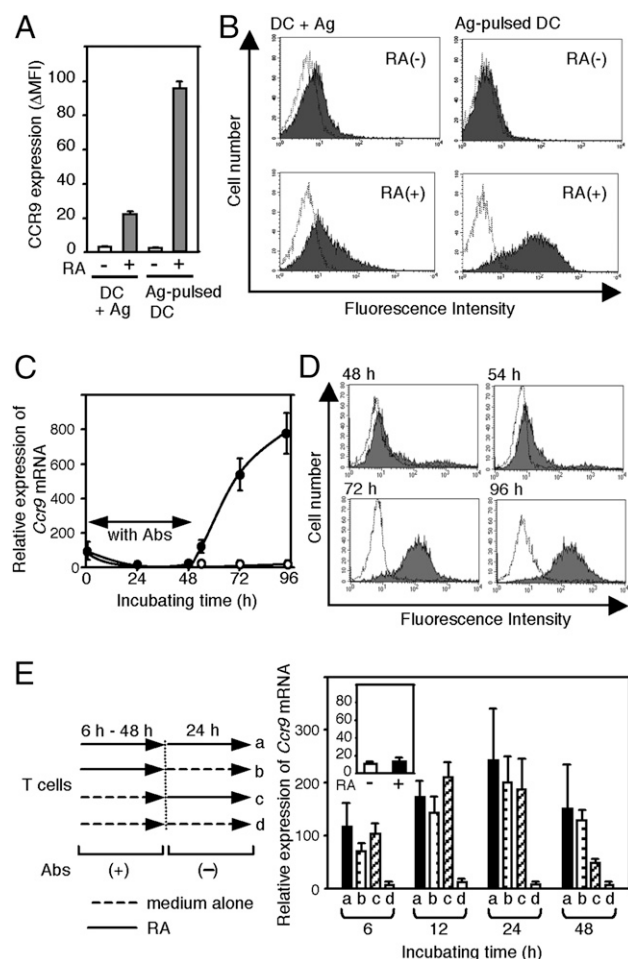 A
CCR9 expression (ΔMFI)
100
80
60
40
20
0
RA - + - +
DC + Ag
Ag-pulsed DC
B
DC + Ag
Ag-pulsed DC
RA(-)
RA(-)
RA(+)
RA(+)
Cell number
Fluorescence Intensity
C
Relative expression of Ccr9 mRNA
800
600
400
200
0
with Abs
0 24 48 72 96
Incubating time (h)
D
48 h
54 h
72 h
96 h
Cell number
Fluorescence Intensity
E
6 h - 48 h
24 h
a
b
T cells
c
d
Abs (+) (−)
medium alone
RA
Relative expression of Ccr9 mRNA
300
200
100
0
80
60
40
20
0
RA - +
a b c d a b c d a b c d a b c d
6 12 24 48
Incubating time (h)